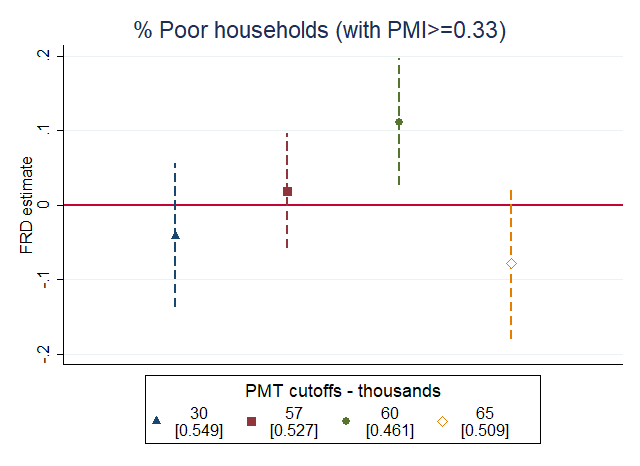 % Poor households (with PMI>=0.33)
.2
.1
0
-.1
-.2
FRD estimate
PMT cutoffs - thousands
30 57 60 65
[0.549] [0.527] [0.461] [0.509]